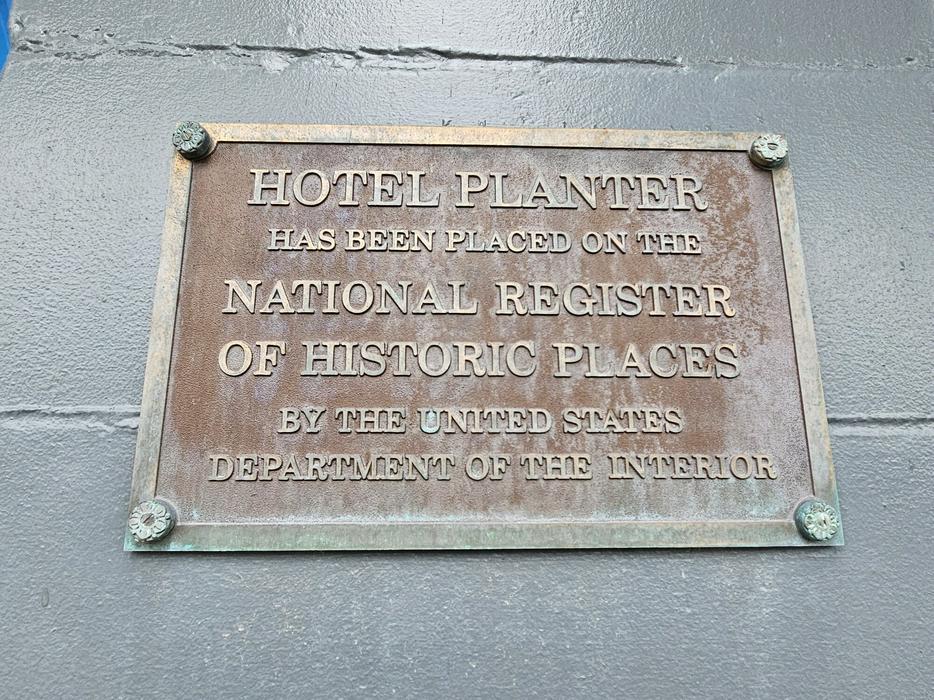 HOTEL PLANTER
HAS BEEN PLACED ON THE
NATIONAL REGISTER
OF HISTORIC PLACES
BY THE UNITED STATES
DEPARTMENT OF THE INTERIOR